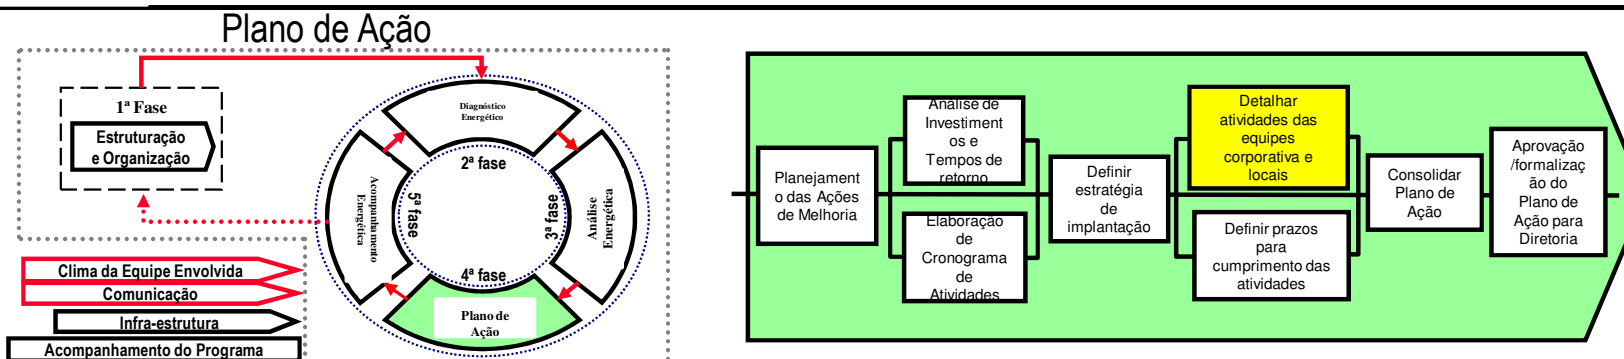 Plano de Ação
1ª Fase
Estruturação
e Organização
Diagnóstico
Energético
2ª fase
Análise
Energética
3ª fase
4ª fase
Plano de
Ação
Acompanhamento
Energética
5ª fase
Clima da Equipe Envolvida
Comunicação
Infra-estrutura
Acompanhamento do Programa
Planejament
o das Ações
de Melhoria
Análise de
Investiment
os e
Tempos de
retorno
Elaboração
de
Cronograma
de
Atividades
Definir
estratégia
de
implantação
Detalhar
atividades das
equipes
corporativa e
locais
Definir prazos
para
cumprimento das
atividades
Consolidar
Plano de
Ação
Aprovação
/formalizaç
ão do
Plano de
Ação para
Diretoria